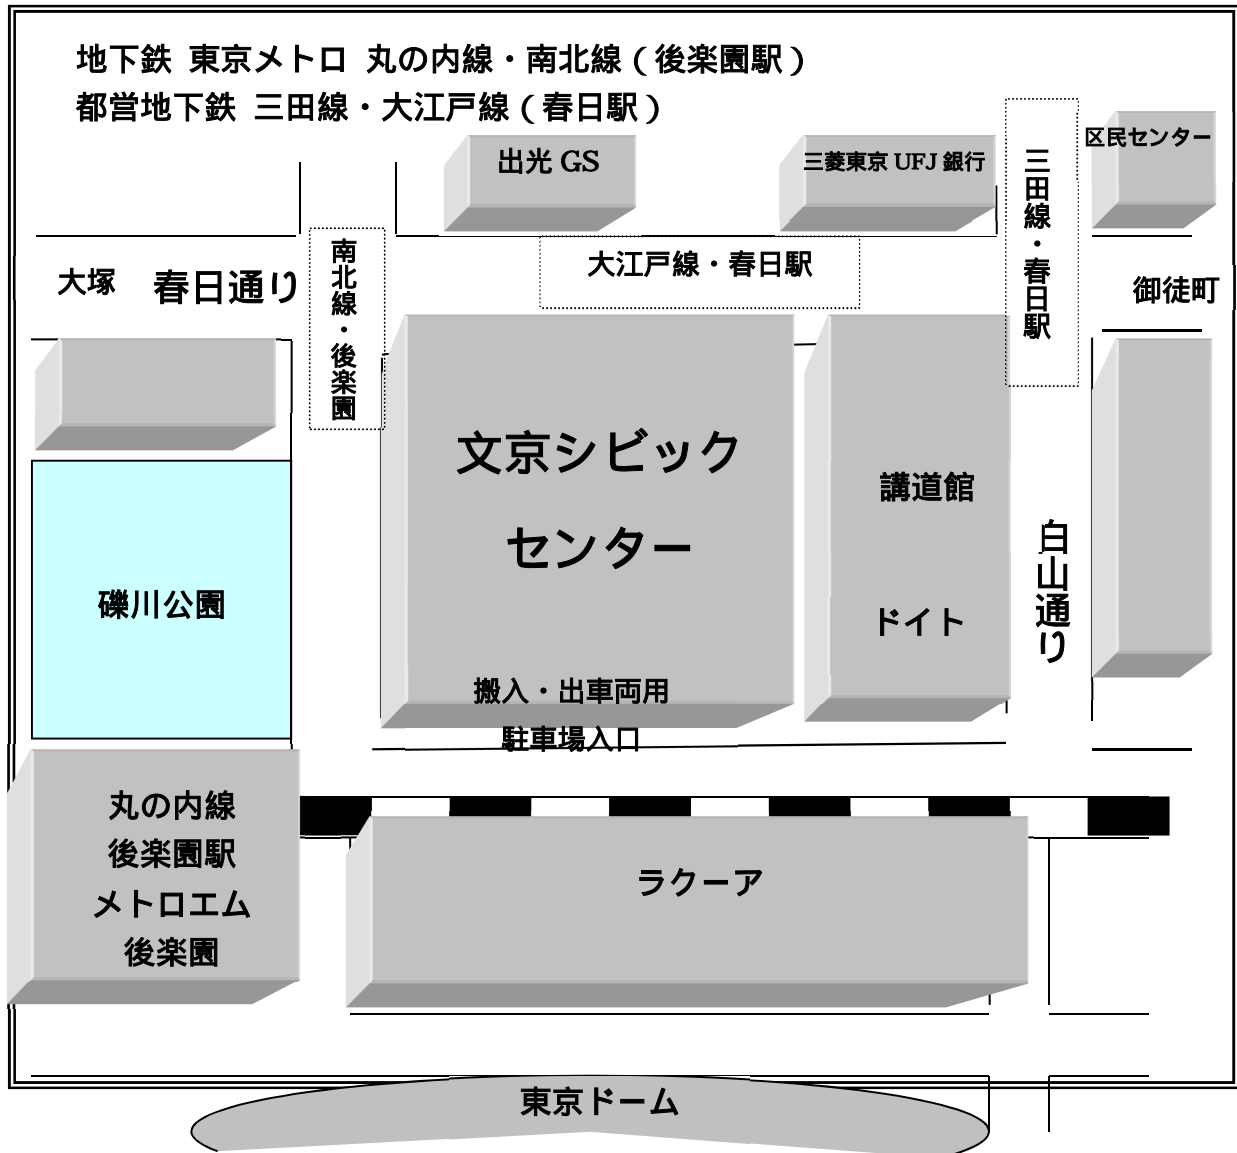 地下鉄 東京メトロ 丸の内線・南北線(後楽園駅)
都営地下鉄 三田線・大江戸線(春日駅)
出光 GS
三菱東京 UFJ 銀行
三田線・春日駅
区民センター
大塚
春日通り
南北線・後楽園
大江戸線・春日駅
御徒町
文京シビック
センター
講道館
ドイト
白山通り
礫川公園
搬入・出車両用
駐車場入口
丸の内線
後楽園駅
メトロエム
後楽園
ラクーア
東京ドーム